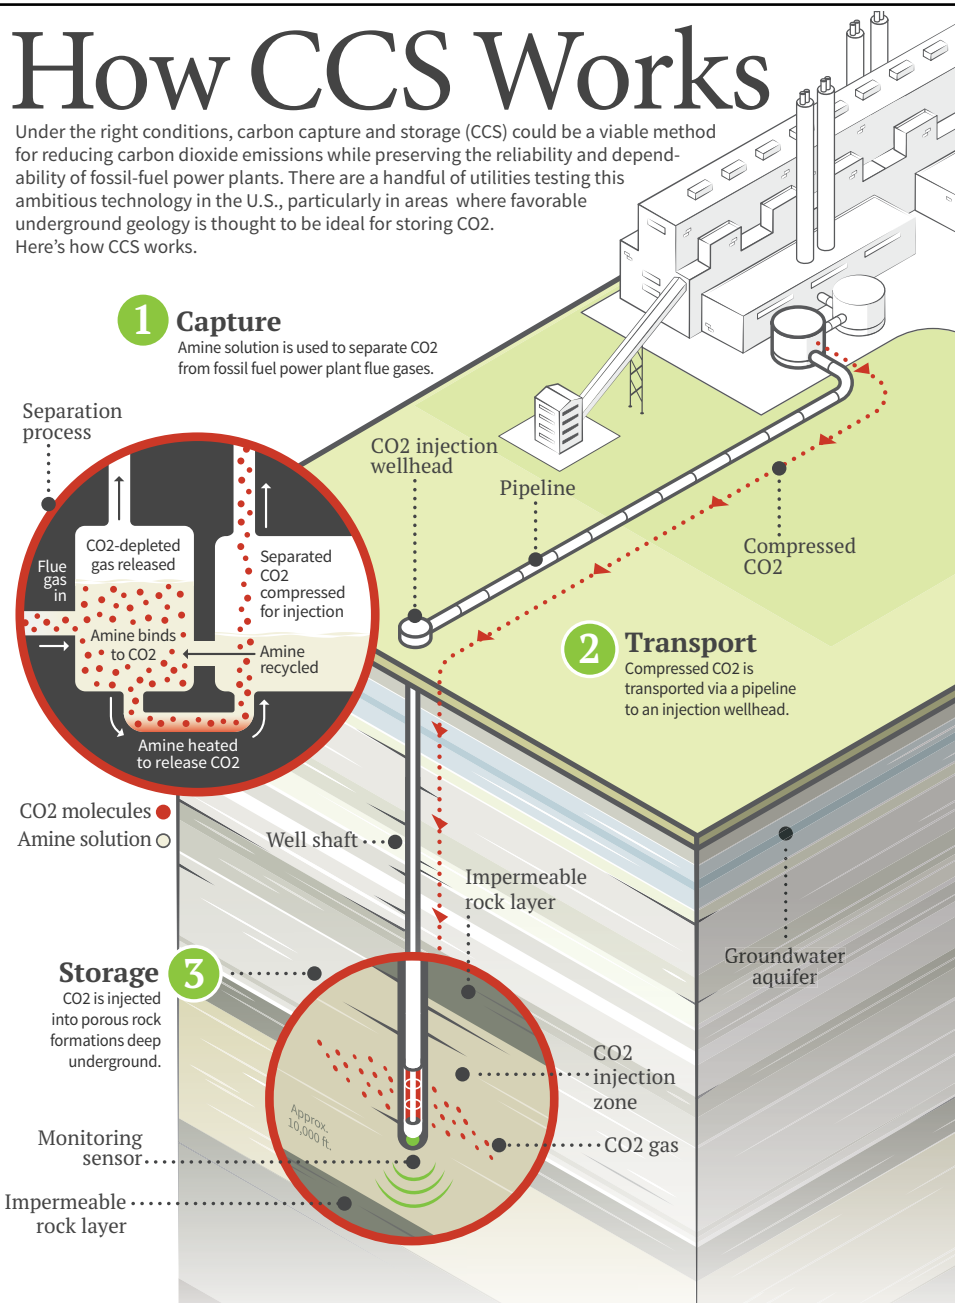 How CCS Works
Under the right conditions, carbon capture and storage (CCS) could be a viable method
for reducing carbon dioxide emissions while preserving the reliability and depend-
ability of fossil-fuel power plants. There are a handful of utilities testing this
ambitious technology in the U.S., particularly in areas where favorable
underground geology is thought to be ideal for storing CO2.
Here's how CCS works.
1 Capture
Amine solution is used to separate CO2
from fossil fuel power plant flue gases.
Separation
process
CO2-depleted
gas released
Flue
gas
in
Amine binds
to CO2
Separated
CO2
compressed
for injection
Amine
recycled
Amine heated
to release CO2
CO2 molecules
Amine solution
CO2 injection
wellhead
Pipeline
Compressed
CO2
2 Transport
Compressed CO2 is
transported via a pipeline
to an injection wellhead.
Well shaft
Impermeable
rock layer
Groundwater
aquifer
Storage 3
CO2 is injected
into porous rock
formations deep
underground.
CO2
injection
zone
Approx.
10,000 ft.
CO2 gas
Monitoring
sensor
Impermeable
rock layer